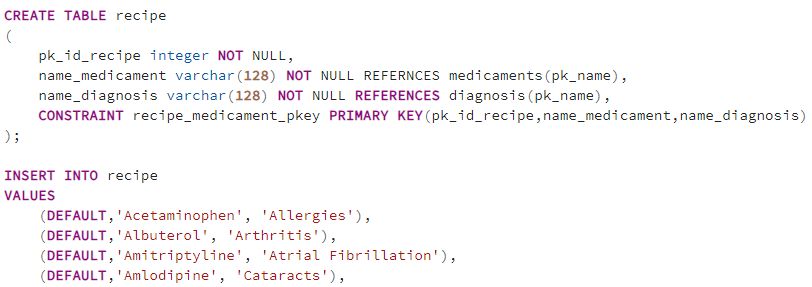 CREATE TABLE recipe
(
    pk_id_recipe integer NOT NULL,
    name_medicament varchar(128) NOT NULL REFERNCES medicaments(pk_name),
    name_diagnosis varchar(128) NOT NULL REFERENCES diagnosis(pk_name),
    CONSTRAINT recipe_medicament_pkey PRIMARY KEY(pk_id_recipe,name_medicament,name_diagnosis)
);

INSERT INTO recipe
VALUES
    (DEFAULT,'Acetaminophen', 'Allergies'),
    (DEFAULT,'Albuterol', 'Arthritis'),
    (DEFAULT,'Amitriptyline', 'Atrial Fibrillation'),
    (DEFAULT,'Amlodipine', 'Cataracts'),